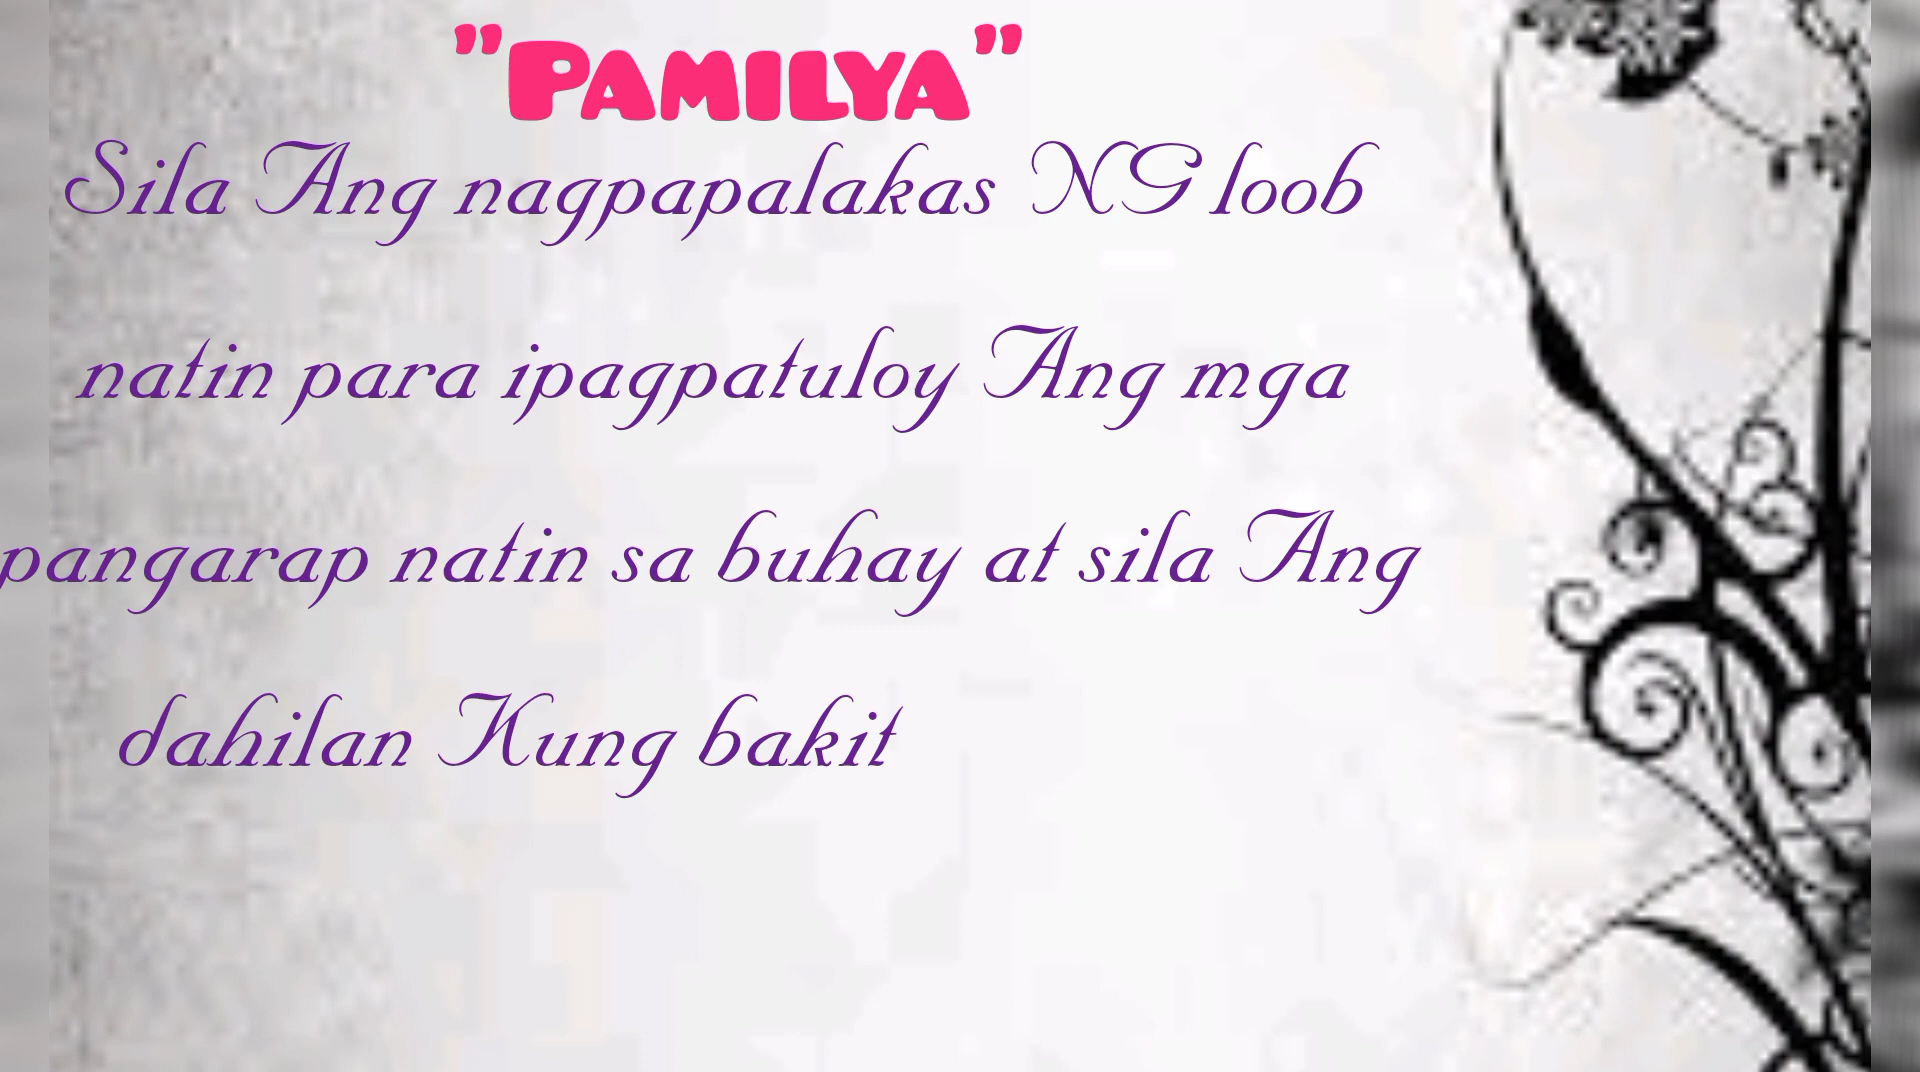 "PAMILYA"
Sila Ang nagpapalakas NG loob
natin para ipagpatuloy Ang mga
pangarap natin sa buhay at sila Ang
dahilan Kung bakit